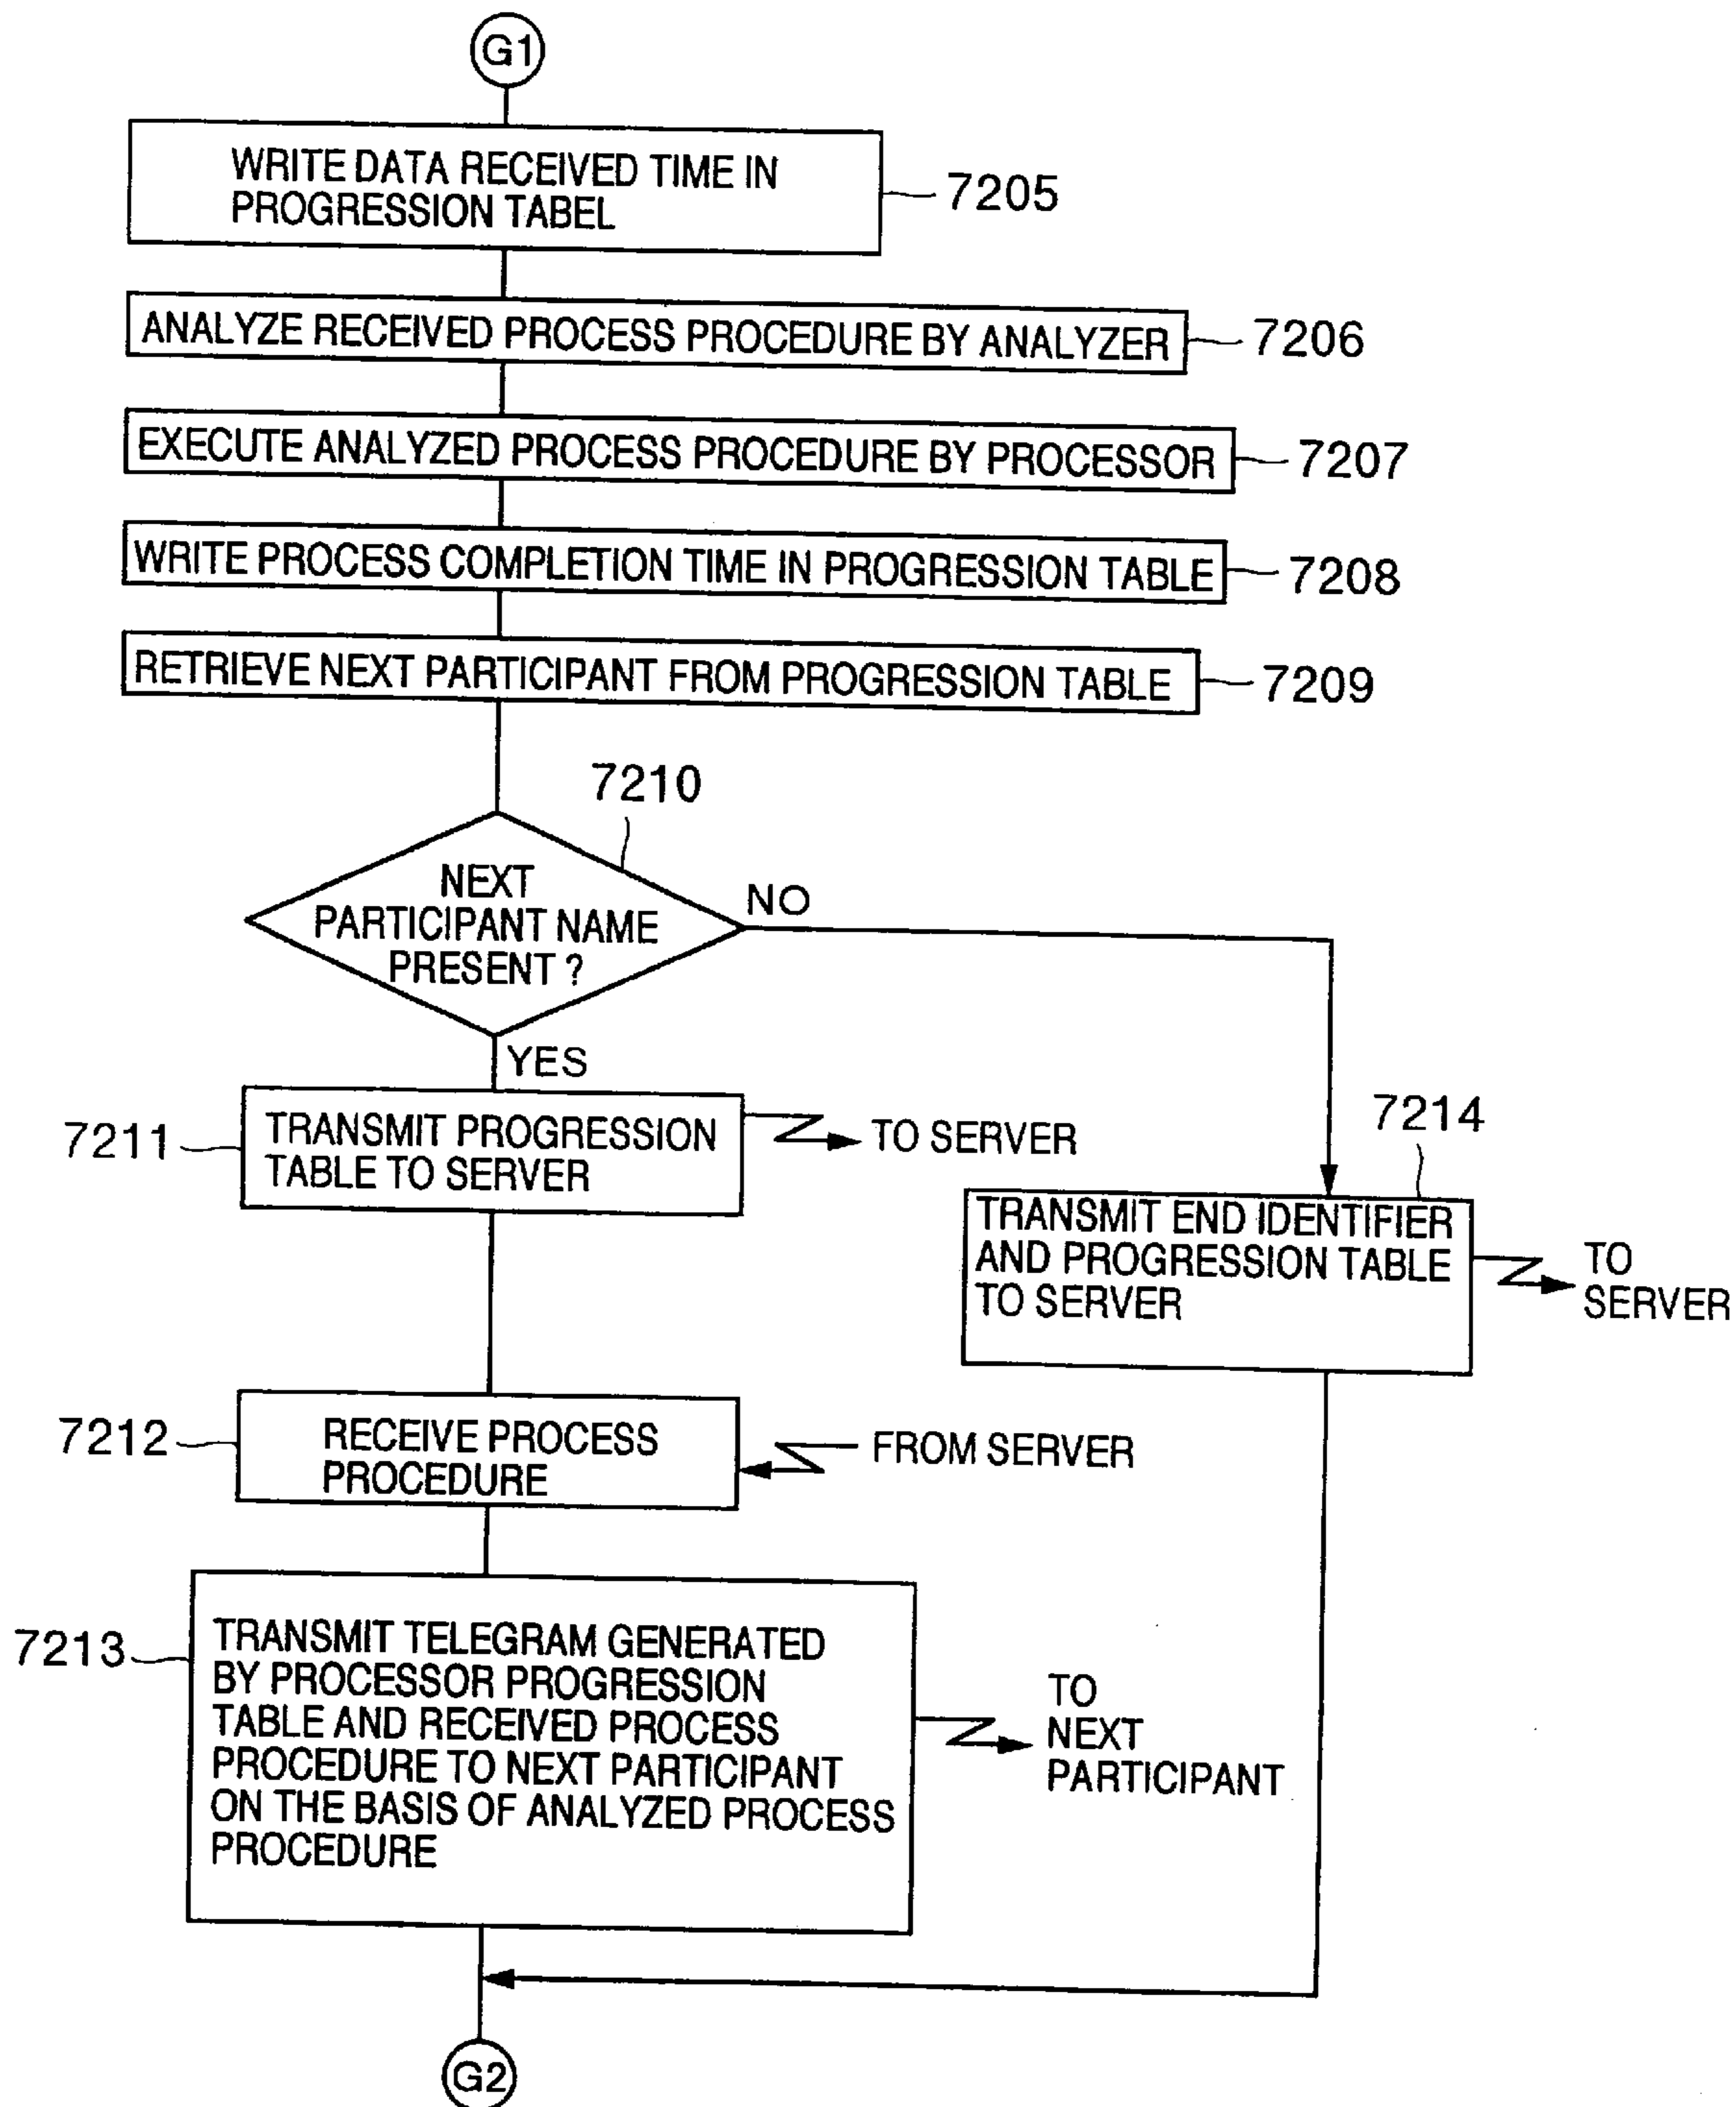 G1
WRITE DATA RECEIVED TIME IN
PROGRESSION TABEL
7205
ANALYZE RECEIVED PROCESS PROCEDURE BY ANALYZER
7206
EXECUTE ANALYZED PROCESS PROCEDURE BY PROCESSOR
7207
WRITE PROCESS COMPLETION TIME IN PROGRESSION TABLE
7208
RETRIEVE NEXT PARTICIPANT FROM PROGRESSION TABLE
7209
7210
NEXT
PARTICIPANT NAME
PRESENT ?
NO
YES
7211
TRANSMIT PROGRESSION
TABLE TO SERVER
TO SERVER
7214
TRANSMIT END IDENTIFIER
AND PROGRESSION TABLE
TO SERVER
TO
SERVER
7212
RECEIVE PROCESS
PROCEDURE
FROM SERVER
7213
TRANSMIT TELEGRAM GENERATED
BY PROCESSOR PROGRESSION
TABLE AND RECEIVED PROCESS
PROCEDURE TO NEXT PARTICIPANT
ON THE BASIS OF ANALYZED PROCESS
PROCEDURE
TO
NEXT
PARTICIPANT
G2